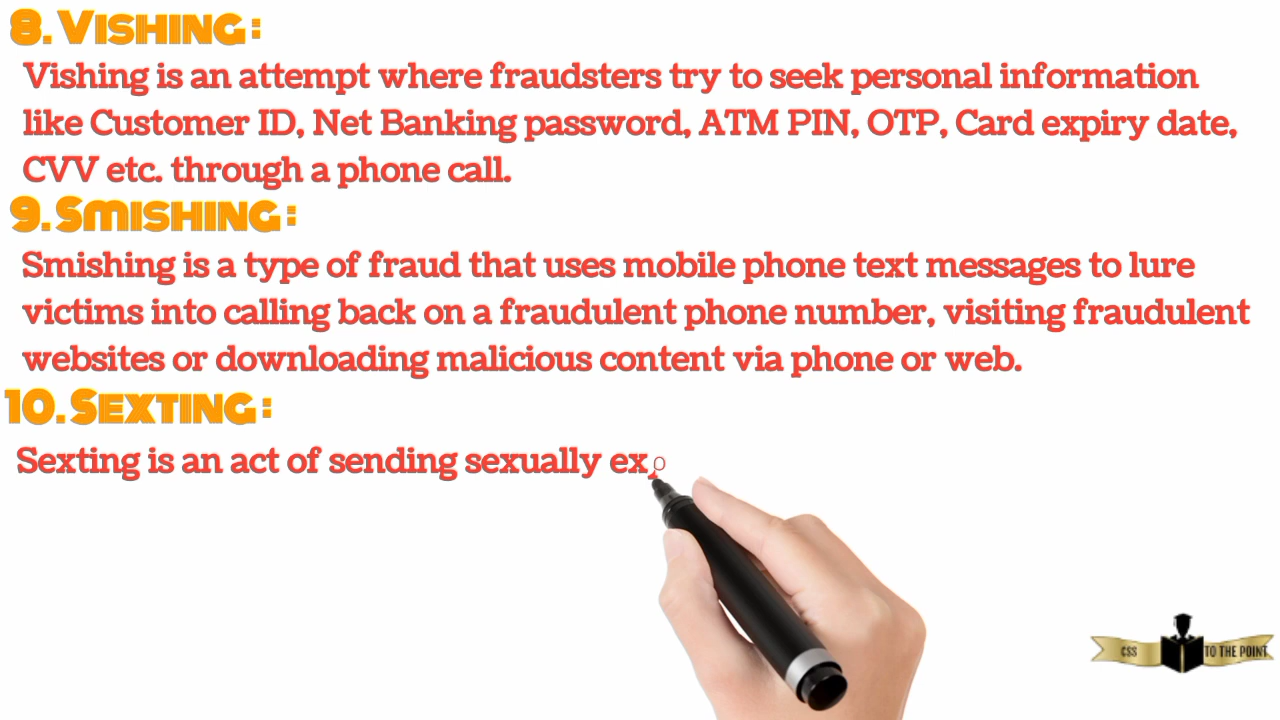 8. Vishing:
Vishing is an attempt where fraudsters try to seek personal information
like Customer ID, Net Banking password, ATM PIN, OTP, Card expiry date,
CVV etc. through a phone call.
9. Smishing:
Smishing is a type of fraud that uses mobile phone text messages to lure
victims into calling back on a fraudulent phone number, visiting fraudulent
websites or downloading malicious content via phone or web.
10. Sexting:
Sexting is an act of sending sexually ex
CSS TO THE POINT